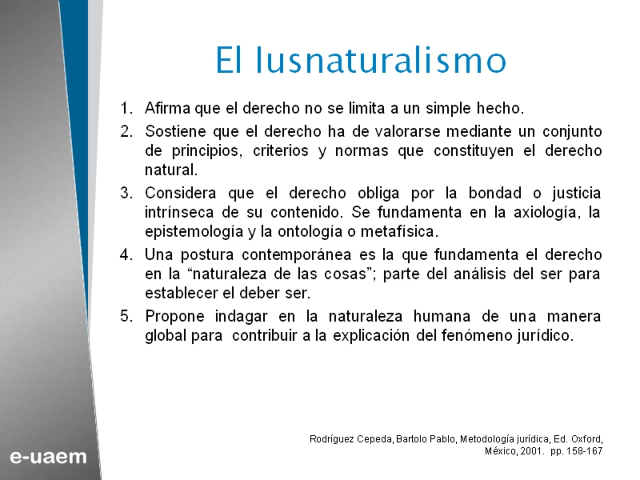 El Iusnaturalismo
1. Afirma que el derecho no se limita a un simple hecho.
2. Sostiene que el derecho ha de valorarse mediante un conjunto
de principios, criterios y normas que constituyen el derecho
natural.
3. Considera que el derecho obliga por la bondad o justicia
intrínseca de su contenido. Se fundamenta en la axiología, la
epistemología y la ontología o metafísica.
4. Una postura contemporánea es la que fundamenta el derecho
en la “naturaleza de las cosas”; parte del análisis del ser para
establecer el deber ser.
5. Propone indagar en la naturaleza humana de una manera
global para contribuir a la explicación del fenómeno jurídico.
Rodríguez Cepeda, Bartolo Pablo, Metodología jurídica, Ed. Oxford,
México, 2001. pp. 158-167
e-uaem